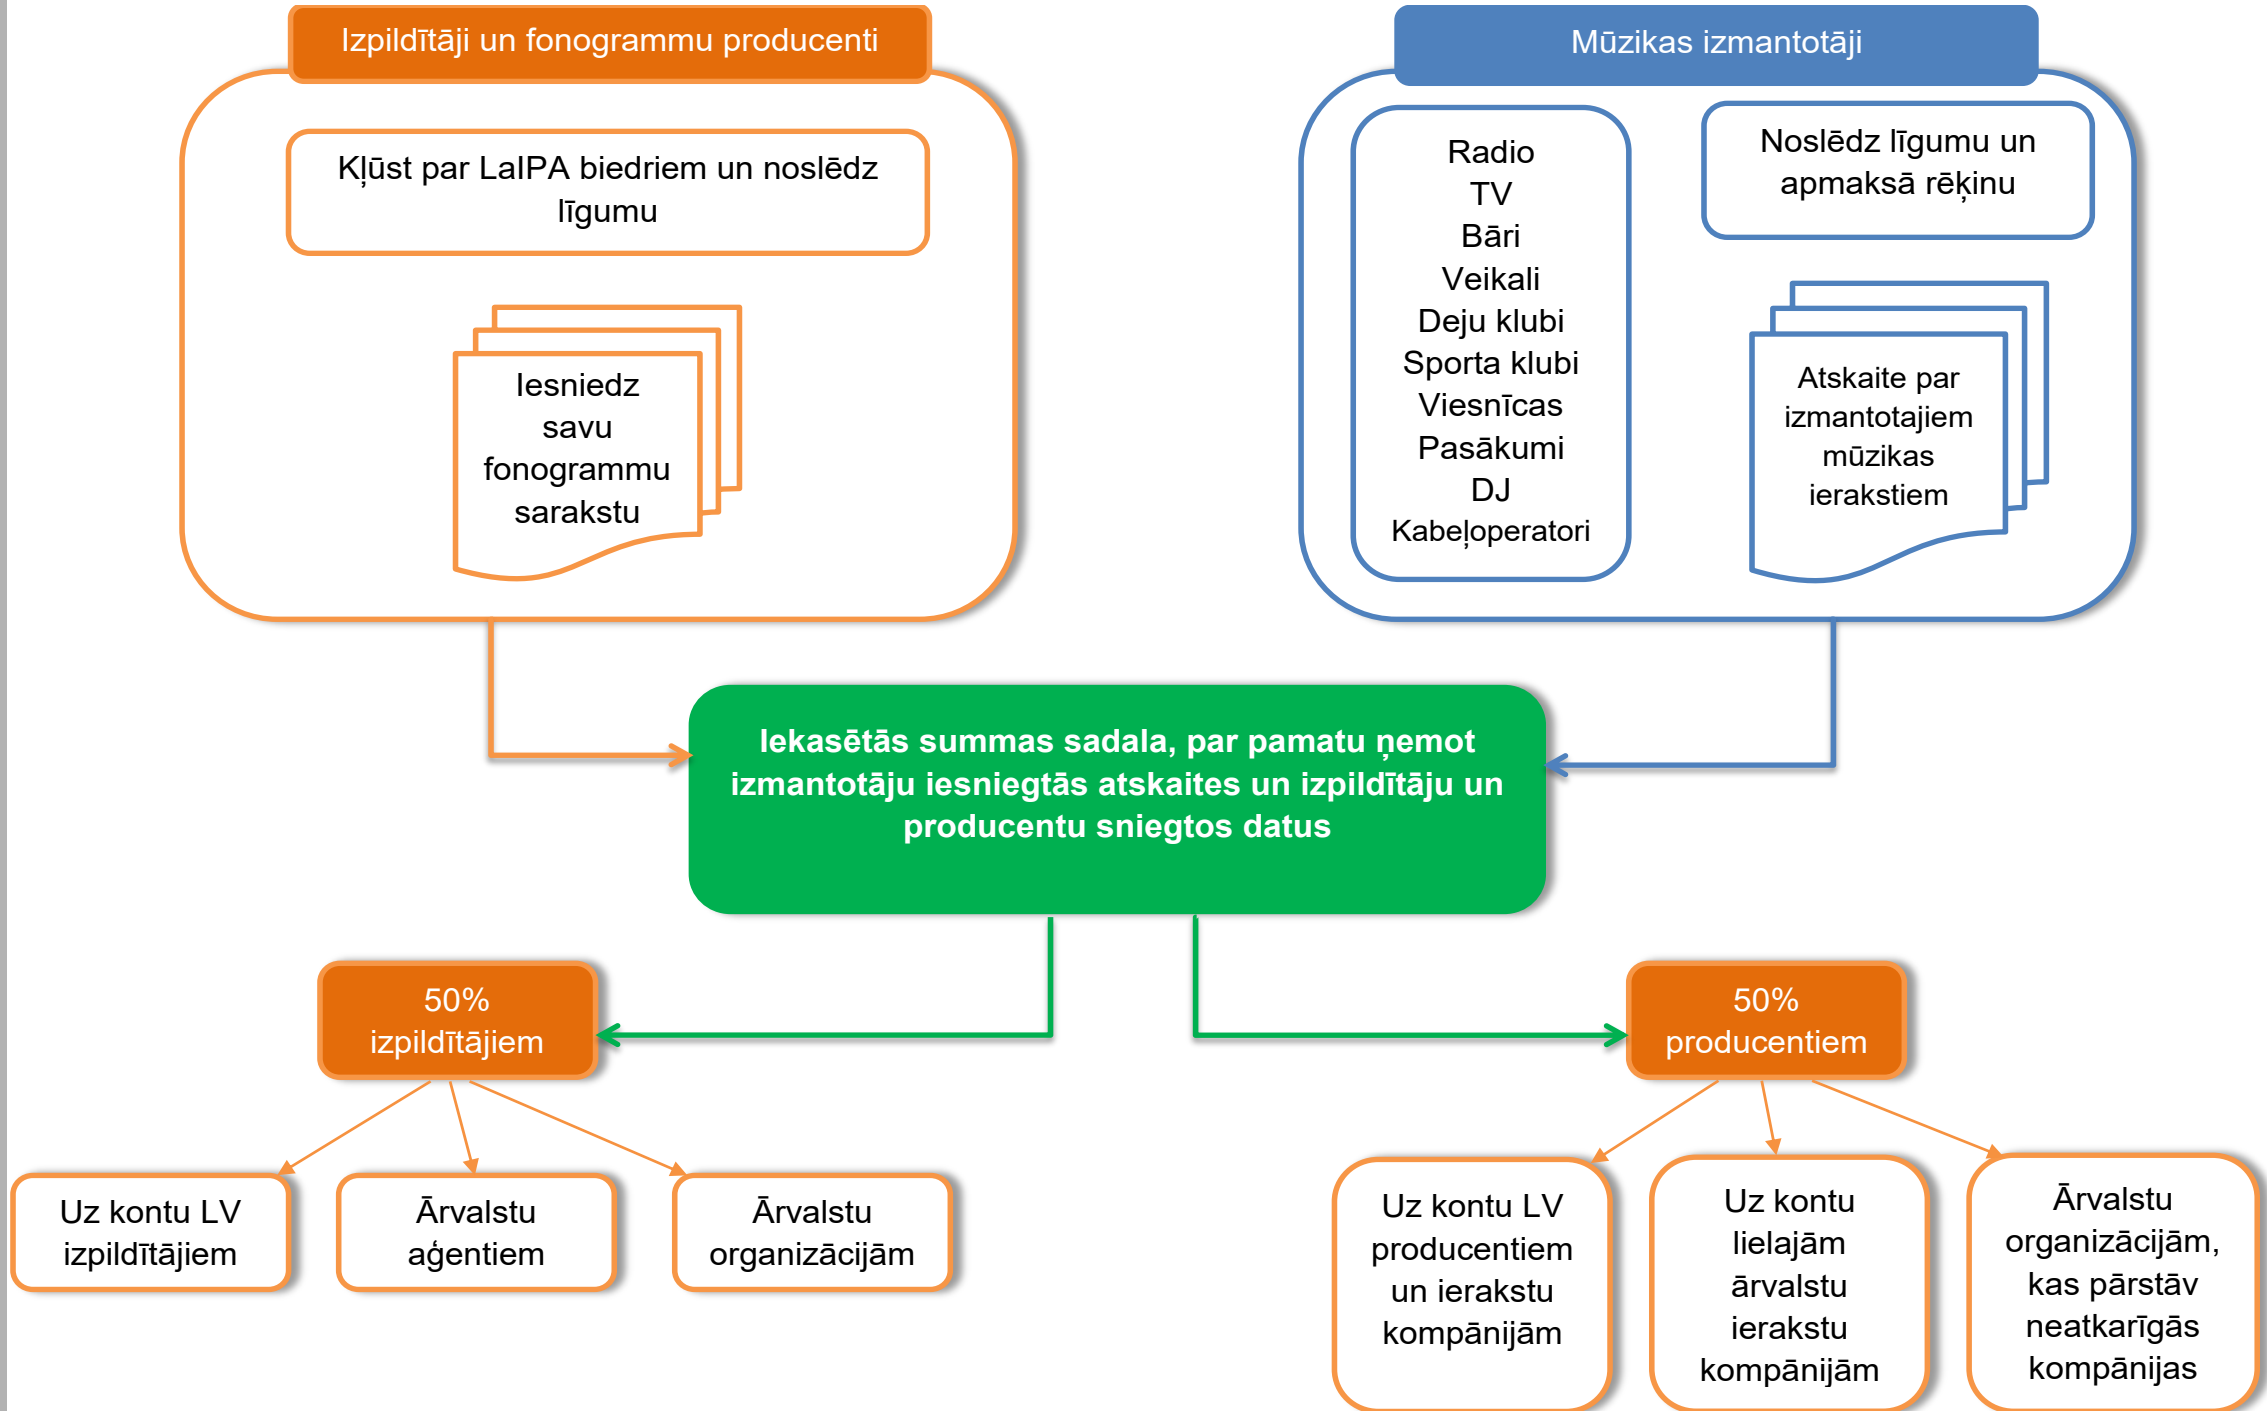 Izpildītāji un fonogrammu producenti
Kļūst par LaIPA biedriem un noslēdz
līgumu
Iesniedz
savu
fonogrammu
sarakstu
Mūzikas izmantotāji
Radio
TV
Bāri
Veikali
Deju klubi
Sporta klubi
Viesnīcas
Pasākumi
DJ
Kabeļoperatori
Noslēdz līgumu un
apmaksā rēķinu
Atskaite par
izmantotajiem
mūzikas
ierakstiem
Iekasētās summas sadala, par pamatu ņemot
izmantotāju iesniegtās atskaites un izpildītāju un
producentu sniegtos datus
50%
izpildītājiem
Uz kontu LV
izpildītājiem
Ārvalstu
aģentiem
Ārvalstu
organizācijām
50%
producentiem
Uz kontu LV
producentiem
un ierakstu
kompānijām
Uz kontu
lielajām
ārvalstu
ierakstu
kompānijām
Ārvalstu
organizācijām,
kas pārstāv
neatkarīgās
kompānijas